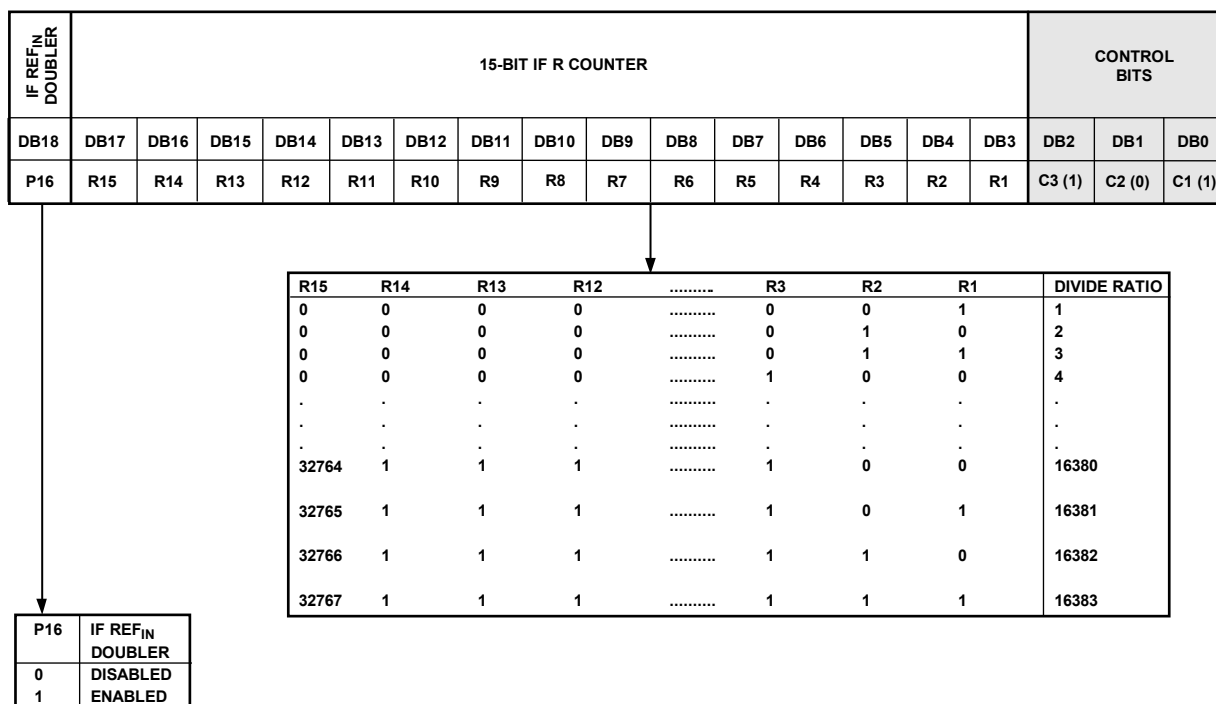 IF REFIN
DOUBLER
15-BIT IF R COUNTER
CONTROL
BITS
DB18 DB17 DB16 DB15 DB14 DB13 DB12 DB11 DB10 DB9 DB8 DB7 DB6 DB5 DB4 DB3 DB2 DB1 DB0
P16 R15 R14 R13 R12 R11 R10 R9 R8 R7 R6 R5 R4 R3 R2 R1 C3 (1) C2 (0) C1 (1)
R15 R14 R13 R12 .......... R3 R2 R1 DIVIDE RATIO
0 0 0 0 .......... 0 0 1 1
0 0 0 0 .......... 0 1 0 2
0 0 0 0 .......... 0 1 1 3
0 0 0 0 .......... 1 0 0 4
. . . . .......... . . . .
. . . . .......... . . . .
. . . . .......... . . . .
32764 1 1 1 .......... 1 0 0 16380
32765 1 1 1 .......... 1 0 1 16381
32766 1 1 1 .......... 1 1 0 16382
32767 1 1 1 .......... 1 1 1 16383
P16 IF REFIN
DOUBLER
0 DISABLED
1 ENABLED